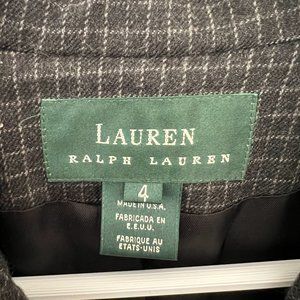 LAUREN
RALPH LAUREN
4
MADE IN U.S.A.
FABRICADA EN
E.E.U.U.
FABRIQUE AU
ETATS-UNIS